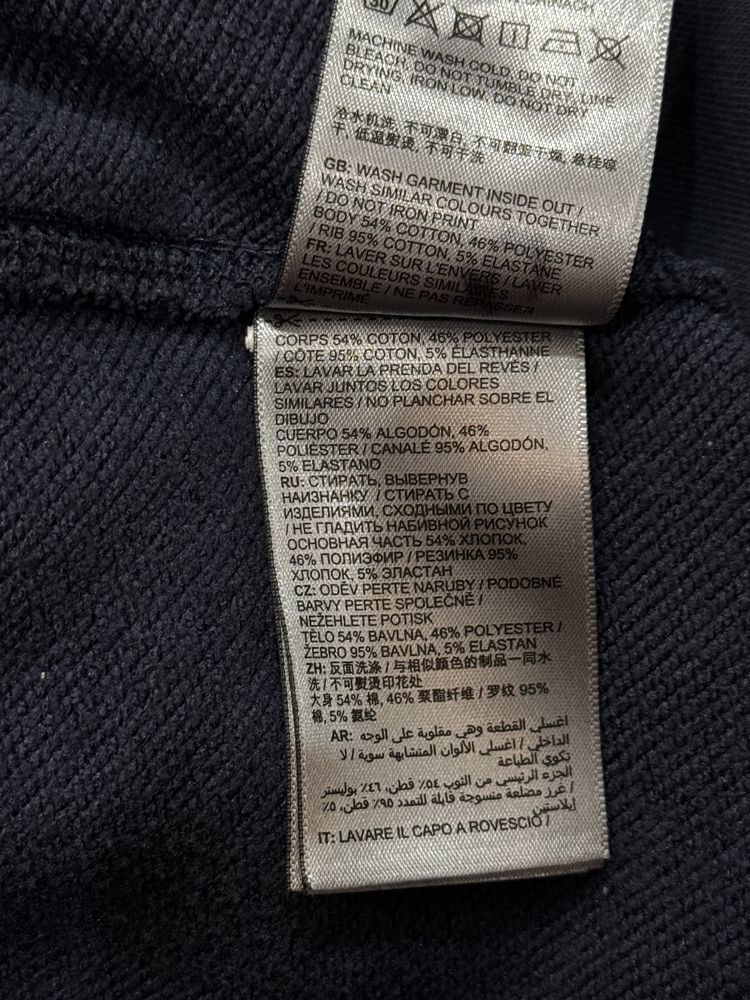 30
MACHINE WASH COLD, DO NOT
BLEACH, DO NOT TUMBLE DRY, LINE
DRYING, IRON LOW, DO NOT DRY
CLEAN
冷水机洗, 不可漂白, 不可翻笼干燥, 悬挂晾
干, 低温熨烫, 不可干洗
GB: WASH GARMENT INSIDE OUT /
WASH SIMILAR COLOURS TOGETHER
/ DO NOT IRON PRINT
BODY 54% COTTON, 46% POLYESTER
/ RIB 95% COTTON, 5% ELASTANE
FR: LAVER SUR L'ENVERS / LAVER
LES COULEURS SIMILAIRES
ENSEMBLE / NE PAS REPASSER
L'IMPRIMÉ
CORPS 54% COTON, 46% POLYESTER
/ CÔTE 95% COTON, 5% ÉLASTHANNE
ES: LAVAR LA PRENDA DEL REVÉS /
LAVAR JUNTOS LOS COLORES
SIMILARES / NO PLANCHAR SOBRE EL
DIBUJO
CUERPO 54% ALGODÓN, 46%
POLIÉSTER / CANALÉ 95% ALGODÓN,
5% ELASTANO
RU: СТИРАТЬ, ВЫВЕРНУВ
НАИЗНАНКУ / СТИРАТЬ С
ИЗДЕЛИЯМИ, СХОДНЫМИ ПО ЦВЕТУ
/ НЕ ГЛАДИТЬ НАБИВНОЙ РИСУНОК
ОСНОВНАЯ ЧАСТЬ 54% ХЛОПОК,
46% ПОЛИЭФИР / РЕЗИНКА 95%
ХЛОПОК, 5% ЭЛАСТАН
CZ: ODĚV PERTE NARUBY / PODOBNÉ
BARVY PERTE SPOLEČNĚ /
NEŽEHLETE POTISK
TĚLO 54% BAVLNA, 46% POLYESTER /
ŽEBRO 95% BAVLNA, 5% ELASTAN
ZH: 反面洗涤 / 与相似颜色的制品一同水
洗 / 不可熨烫印花处
大身 54% 棉, 46% 聚酯纤维 / 罗纹 95%
棉, 5% 氨纶
AR: اغسلي القطعة وهي مقلوبة على الوجه
الداخلي / اغسلي الألوان المتشابهة سوية / لا
تكوي الطباعة
الجزء الرئيسي من الثوب ٥٤٪ قطن، ٤٦٪ بوليستر
/ غرز مضلعة منسوجة قابلة للتمدد ٩٥٪ قطن، ٥٪
إيلاستين
IT: LAVARE IL CAPO A ROVESCIO /